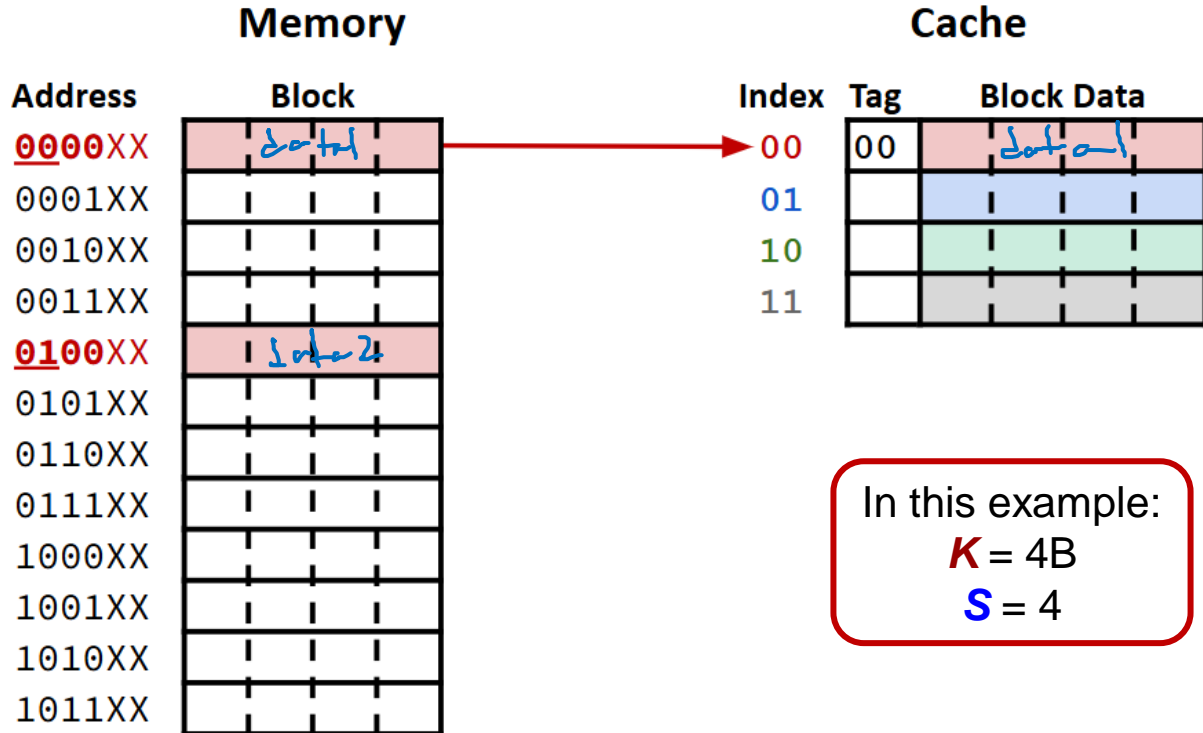 Memory Cache
Address Block Index Tag Block Data
0000XX data1 00 00 data1
0001XX 01
0010XX 10
0011XX 11
0100XX data2
0101XX
0110XX
0111XX
1000XX
1001XX
1010XX
1011XX
In this example:
K = 4B
S = 4